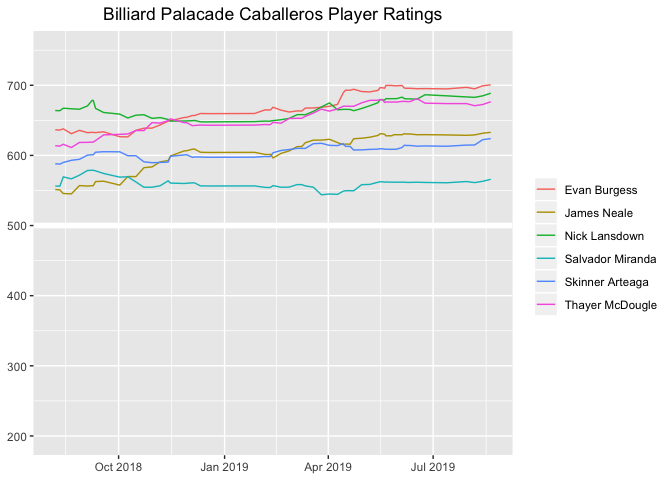 Billiard Palacade Caballeros Player Ratings
700
600
500
400
300
200
Oct 2018
Jan 2019
Apr 2019
Jul 2019
Evan Burgess
James Neale
Nick Lansdown
Salvador Miranda
Skinner Arteaga
Thayer McDougle